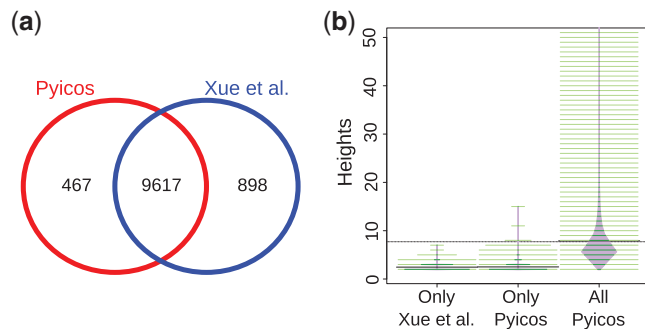 (a)
Pyicos
Xue et al.
467
9617
898
(b)
Heights
50
40
30
20
10
0
Only
Xue et al.
Only
Pyicos
All
Pyicos